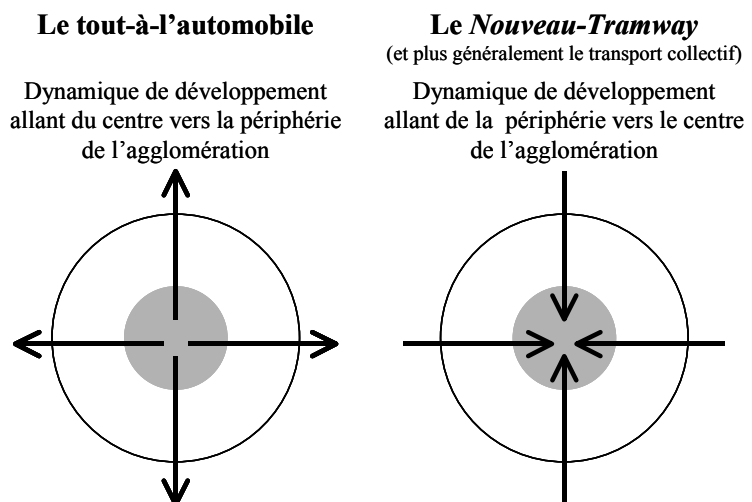 Le tout-à-l’automobile
Dynamique de développement
allant du centre vers la périphérie
de l’agglomération
Le Nouveau-Tramway
(et plus généralement le transport collectif)
Dynamique de développement
allant de la périphérie vers le centre
de l’agglomération